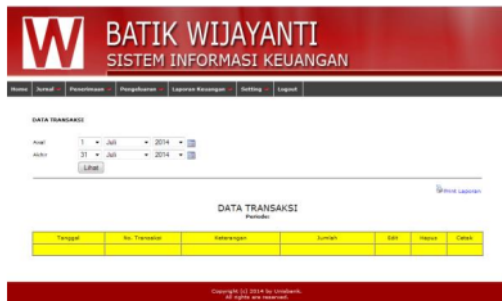 W BATIK WIJAYANTI
SISTEM INFORMASI KEUANGAN
Home Jurnal Penerimaan Pengeluaran Laporan Keuangan Setting Logout
DATA TRANSAKSI
Awal 1 Juli 2014
Akhir 31 Juli 2014
Lihat
Print Laporan
DATA TRANSAKSI
Periode:
Tanggal No. Transaksi Keterangan Jumlah Edit Hapus Cetak
Copyright (c) 2014 by Unisbank.
All rights are reserved.